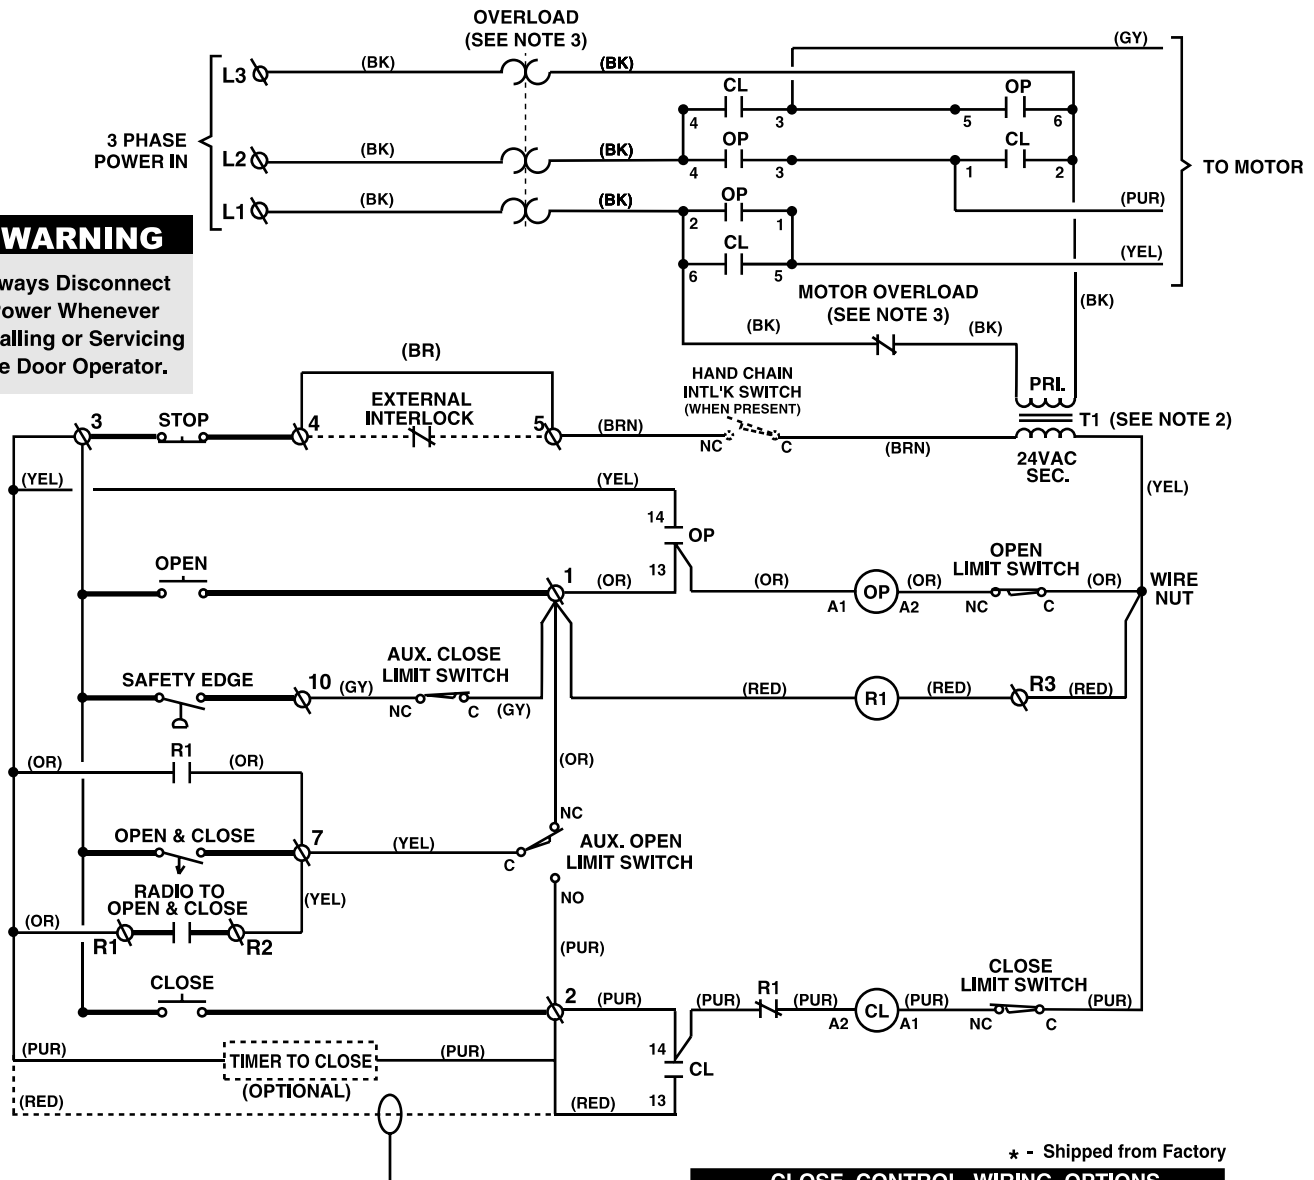 OVERLOAD
(SEE NOTE 3)
(GY)
(BK)
(BK)
L3
CL
OP
4
3
5
6
3 PHASE
POWER IN
(BK)
(BK)
OP
CL
L2
4
3
1
2
TO MOTOR
(BK)
(BK)
OP
(PUR)
L1
2
1
WARNING
CL
(YEL)
6
5
ways Disconnect
Power Whenever
alling or Servicing
e Door Operator.
MOTOR OVERLOAD
(SEE NOTE 3)
(BK)
(BK)
(BK)
(BR)
HAND CHAIN
INTL'K SWITCH
(WHEN PRESENT)
PRI.
EXTERNAL
INTERLOCK
3
STOP
4
5
(BRN)
NC
C
(BRN)
T1 (SEE NOTE 2)
24VAC
SEC.
(YEL)
(YEL)
(YEL)
14
OP
13
OPEN
1
(OR)
(OR)
OP
A1
A2
(OR)
OPEN
LIMIT SWITCH
NC
C
(OR)
WIRE
NUT
SAFETY EDGE
10
(GY)
AUX. CLOSE
LIMIT SWITCH
NC
C
(GY)
(RED)
R1
(RED)
R3
(RED)
(OR)
R1
(OR)
(OR)
NC
OPEN & CLOSE
7
(YEL)
C
AUX. OPEN
LIMIT SWITCH
NO
RADIO TO
OPEN & CLOSE
(YEL)
(OR)
R1
R2
(PUR)
CLOSE
2
(PUR)
(PUR)
R1
(PUR)
CL
A2
A1
(PUR)
CLOSE
LIMIT SWITCH
NC
C
(PUR)
14
CL
13
(PUR)
TIMER TO CLOSE
(OPTIONAL)
(PUR)
(RED)
(RED)
* - Shipped from Factory
CLOSE CONTROL WIRING OPTIONS